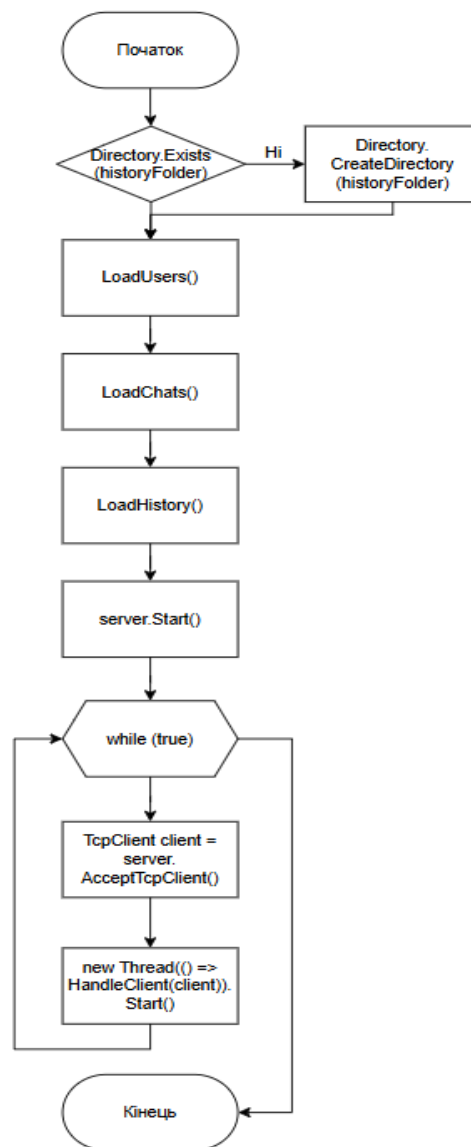 Початок
Directory.Exists
(historyFolder)
Ні
Directory.
CreateDirectory
(historyFolder)
LoadUsers()
LoadChats()
LoadHistory()
server.Start()
while (true)
TcpClient client =
server.
AcceptTcpClient()
new Thread(() =>
HandleClient(client)).
Start()
Кінець